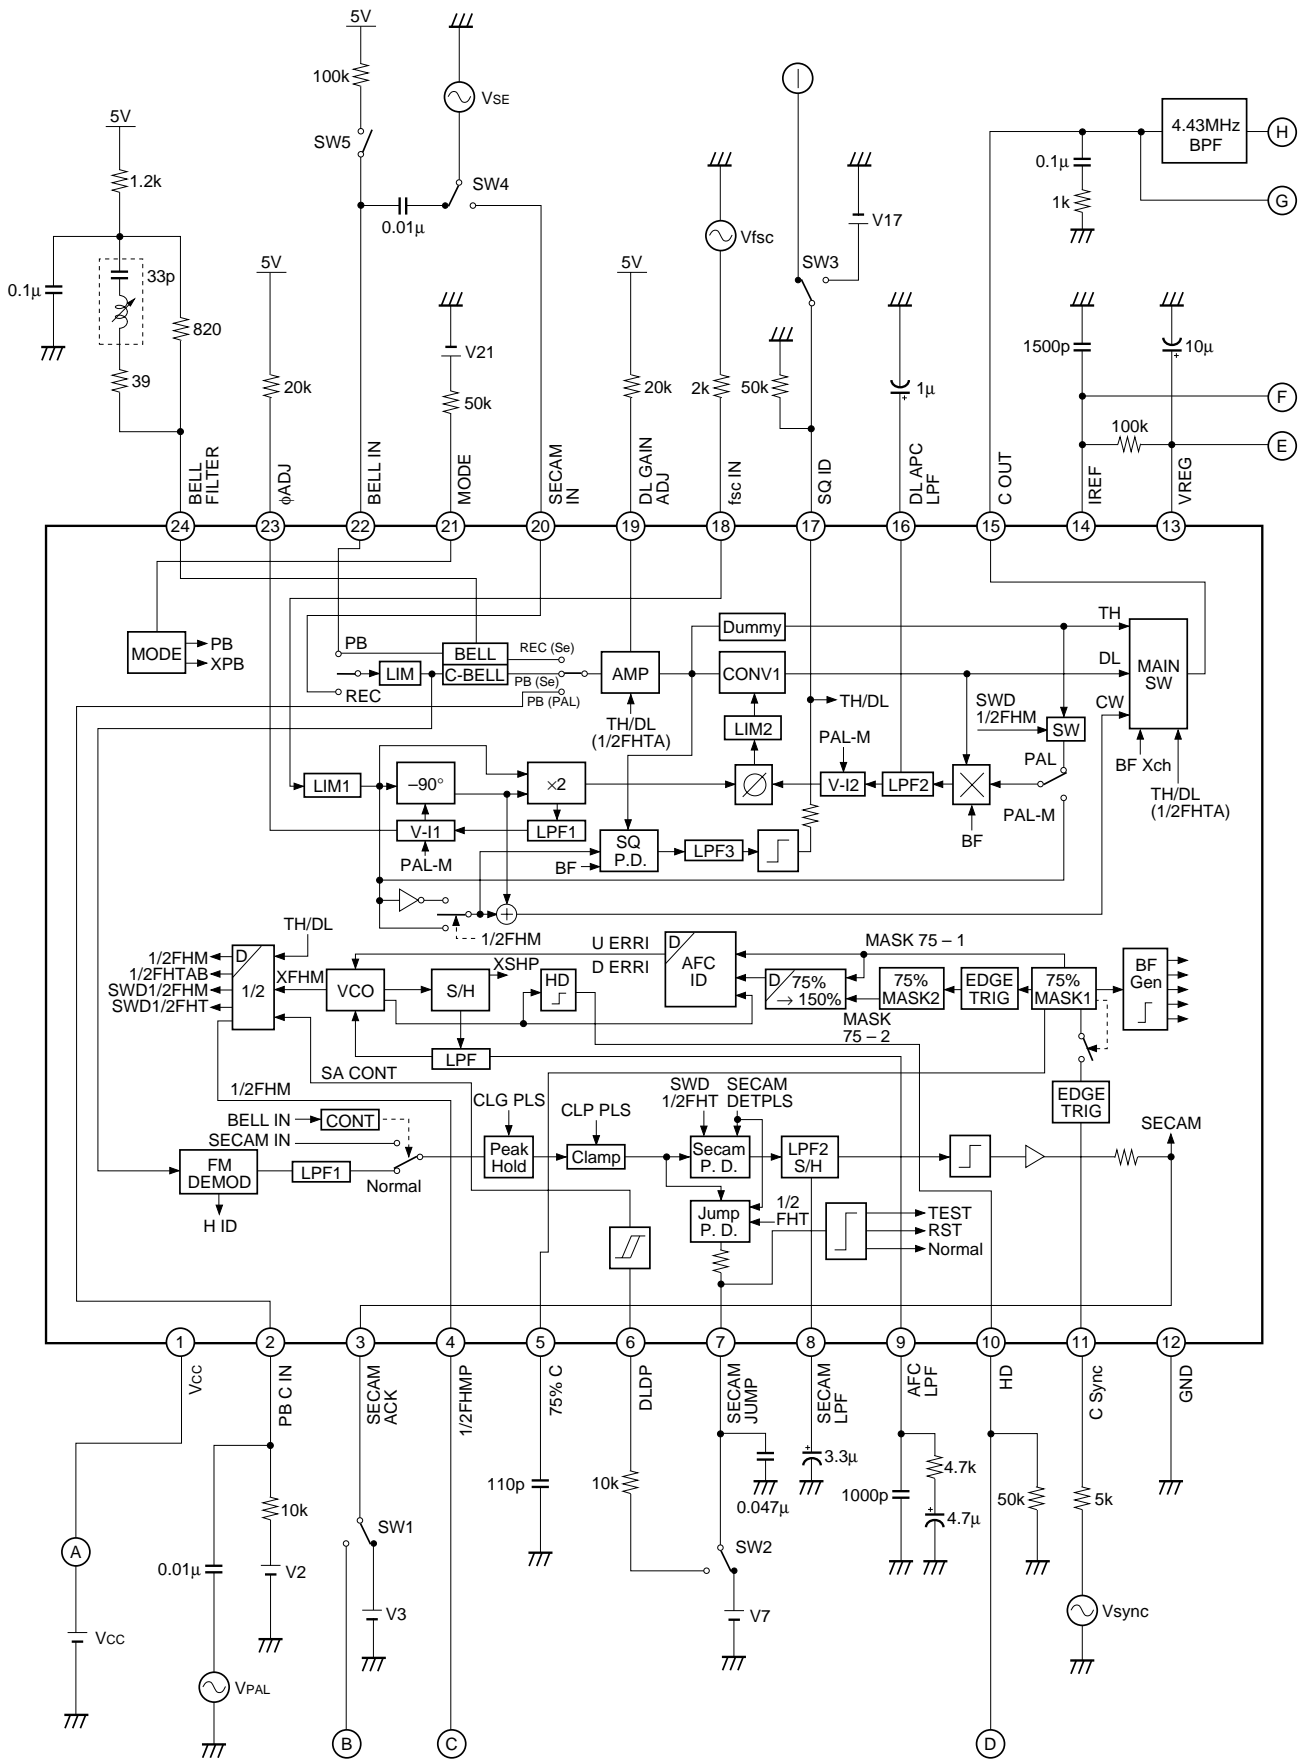 5V
100k
VSE
SW5
SW4
0.01µ
5V
1.2k
33p
0.1µ
820
39
5V
20k
V21
50k
5V
20k
Vfsc
2k
SW3
V17
50k
1µ
4.43MHz
BPF
H
0.1µ
1k
G
1500p
10µ
F
100k
E
BELL
FILTER
φADJ
BELL IN
MODE
SECAM
IN
DL GAIN
ADJ
fsc IN
SQ ID
DL APC
LPF
C OUT
IREF
VREG
24
23
22
21
20
19
18
17
16
15
14
13
MODE
PB
XPB
PB
REC
LIM
BELL
C-BELL
REC (Se)
PB (Se)
PB (PAL)
AMP
TH/DL
(1/2FHTA)
Dummy
CONV1
LIM2
TH/DL
TH
DL
CW
MAIN
SW
SWD
1/2FHM
SW
PAL
PAL-M
BF Xch
TH/DL
(1/2FHTA)
LIM1
–90°
×2
V-I1
LPF1
PAL-M
PAL-M
V-I2
LPF2
BF
SQ
P.D.
BF
LPF3
1/2FHM
TH/DL
1/2FHM
1/2FHTAB
SWD1/2FHM
SWD1/2FHT
D
1/2
XFHM
VCO
S/H
XSHP
HD
LPF
U ERRI
D ERRI
D
AFC
ID
MASK 75 – 1
D
75%
→ 150%
75%
MASK2
EDGE
TRIG
75%
MASK1
BF
Gen
MASK
75 – 2
EDGE
TRIG
SA CONT
1/2FHM
BELL IN
CONT
SECAM IN
FM
DEMOD
LPF1
Normal
H ID
CLG PLS
Peak
Hold
CLP PLS
Clamp
SWD
1/2FHT
SECAM
DETPLS
Secam
P. D.
LPF2
S/H
SECAM
Jump
P. D.
1/2
FHT
TEST
RST
Normal
1
2
3
4
5
6
7
8
9
10
11
12
VCC
PB C IN
SECAM
ACK
1/2FHMP
75% C
DLDP
SECAM
JUMP
SECAM
LPF
AFC
LPF
HD
C Sync
GND
A
VCC
0.01µ
10k
V2
VPAL
SW1
V3
B
C
110p
10k
0.047µ
SW2
V7
3.3µ
1000p
4.7k
4.7µ
50k
D
5k
Vsync